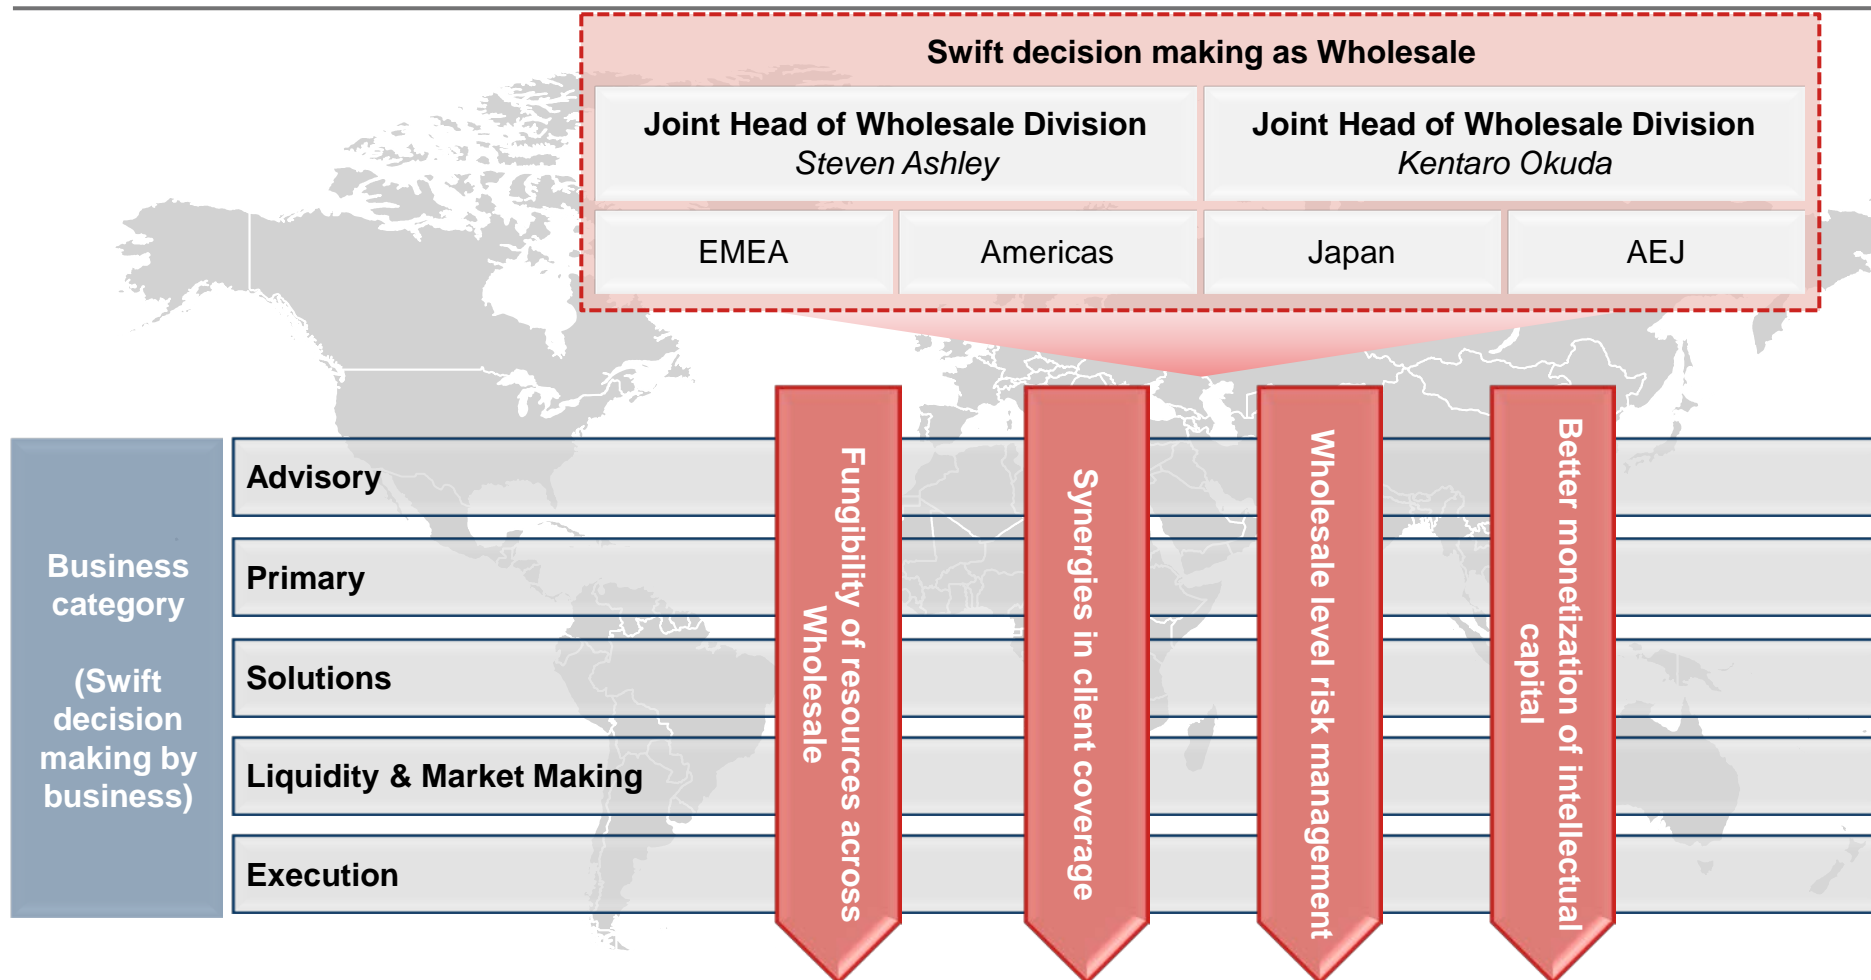 Swift decision making as Wholesale
Joint Head of Wholesale Division
Steven Ashley
Joint Head of Wholesale Division
Kentaro Okuda
EMEA
Americas
Japan
AEJ
Business
category
(Swift
decision
making by
business)
Advisory
Primary
Solutions
Liquidity & Market Making
Execution
Fungibility of resources across
Wholesale
Synergies in client coverage
Wholesale level risk management
Better monetization of intellectual
capital